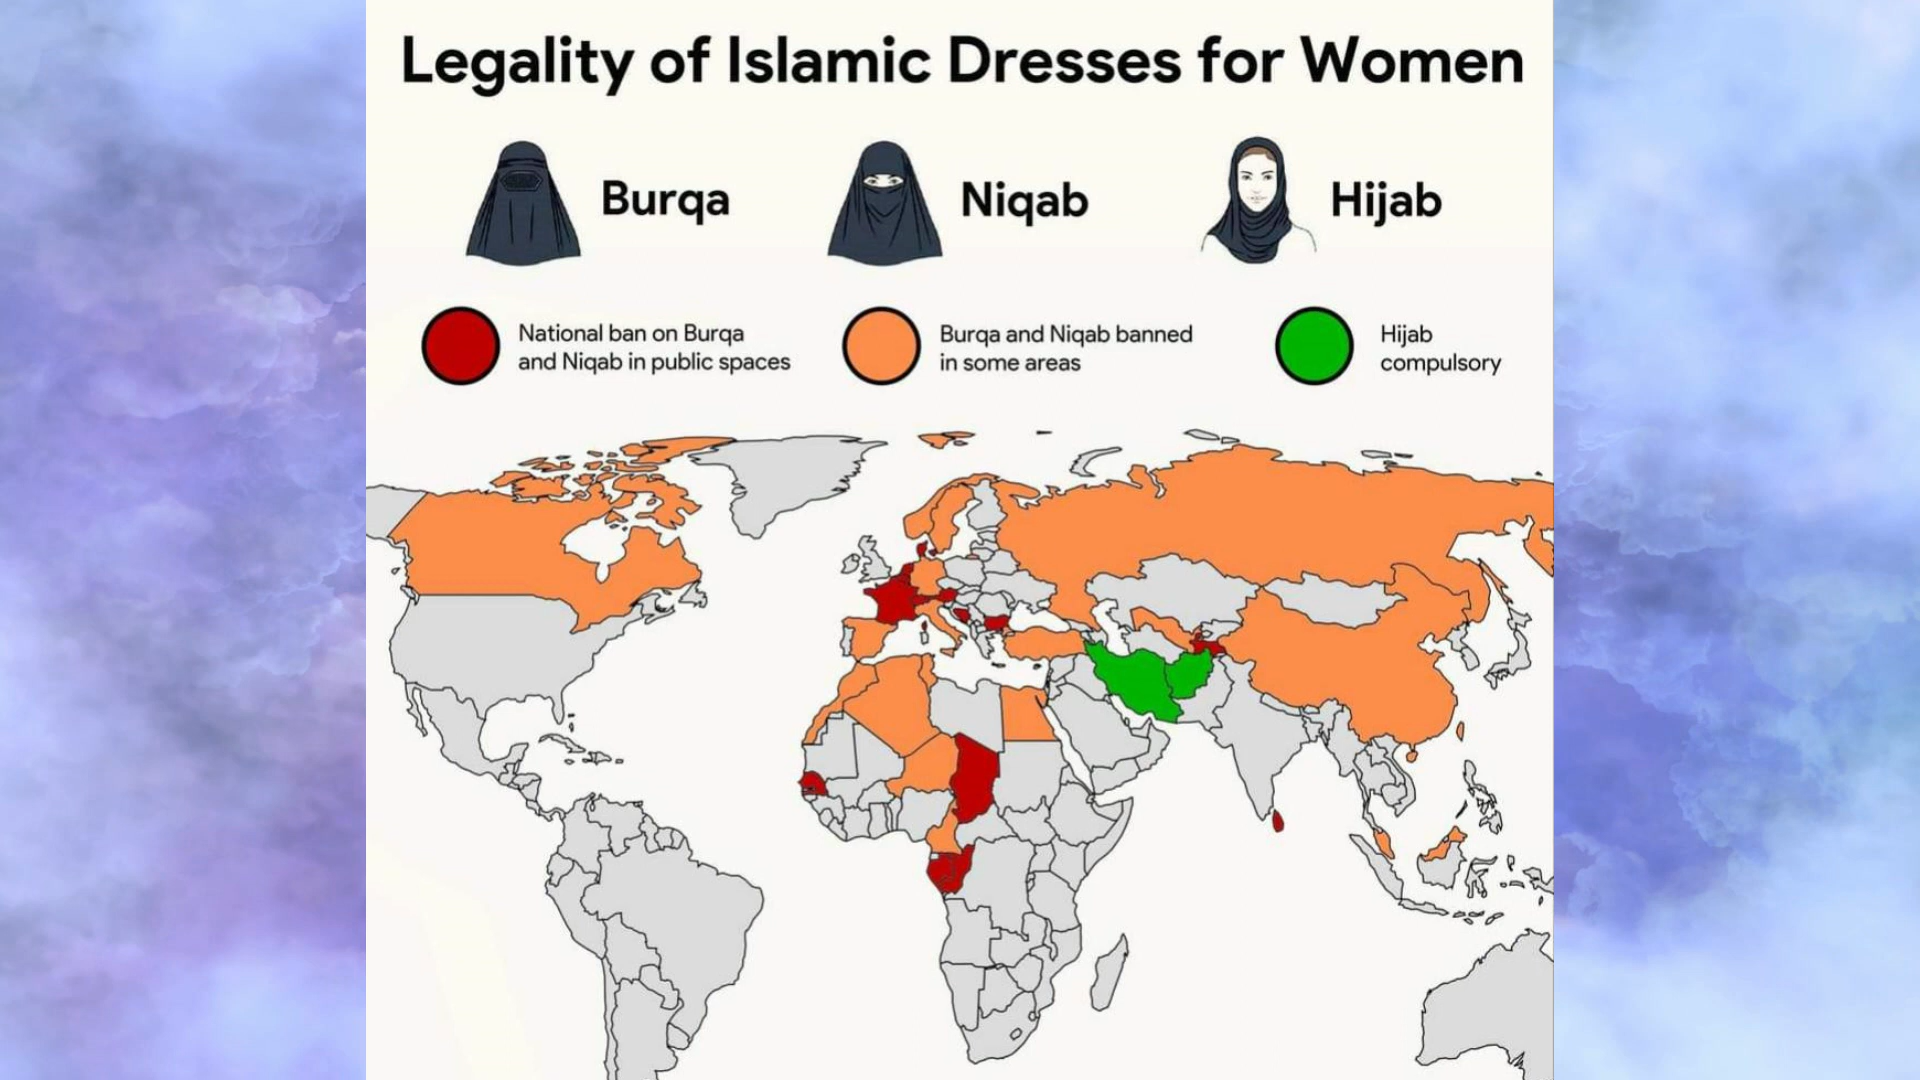 Legality of Islamic Dresses for Women
Burqa
Niqab
Hijab
National ban on Burqa
and Niqab in public spaces
Burqa and Niqab banned
in some areas
Hijab
compulsory